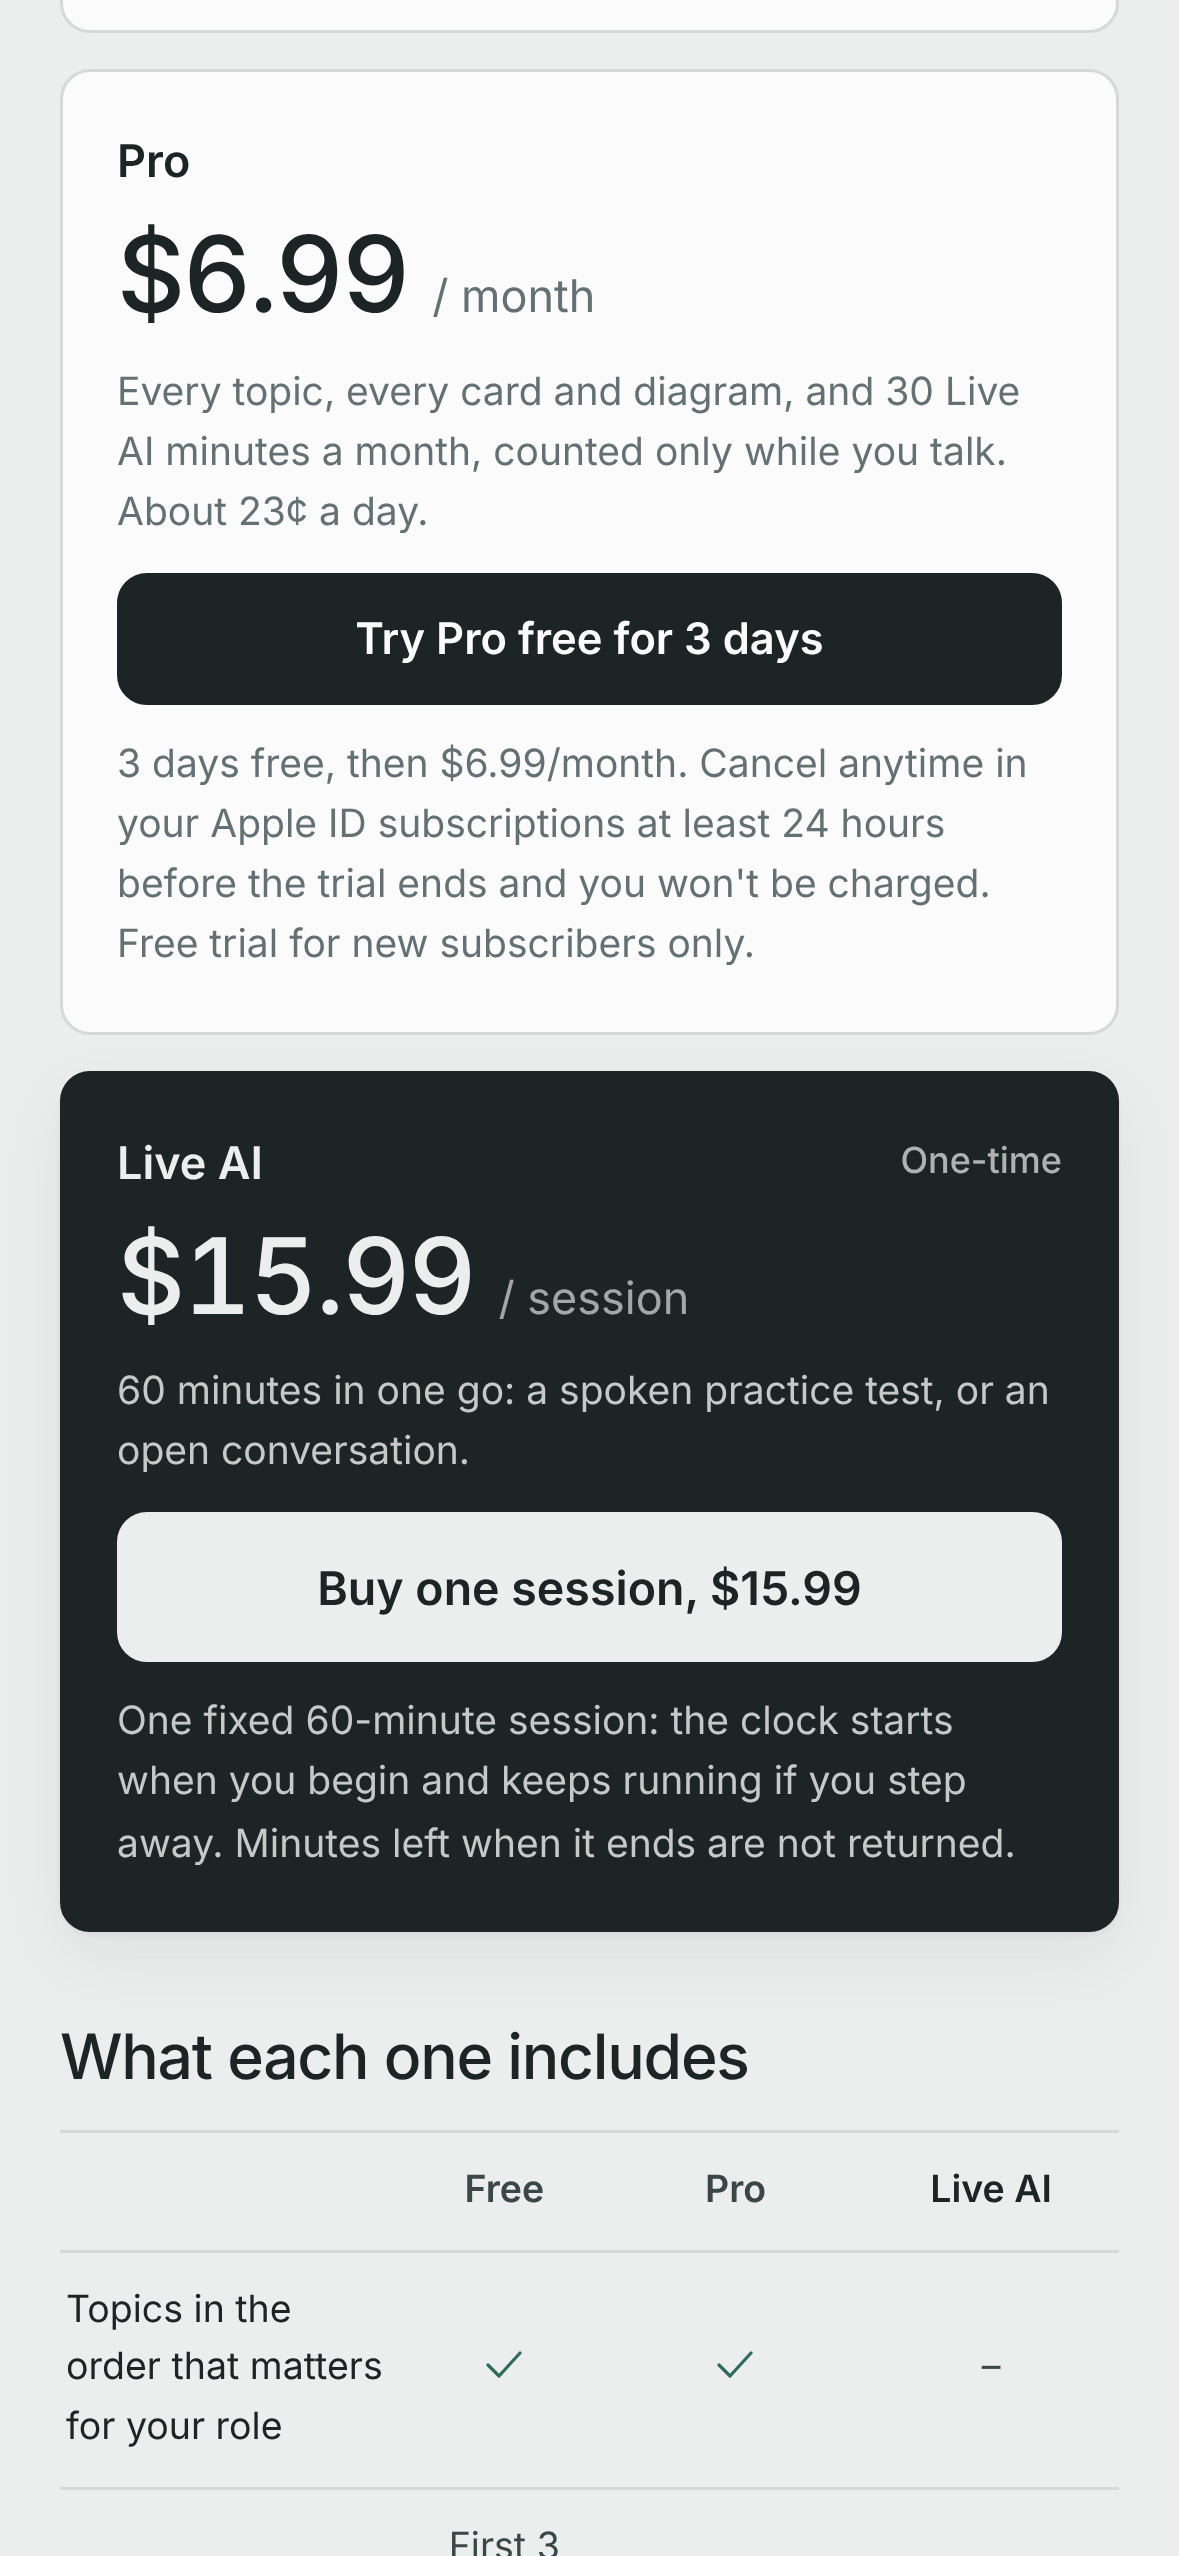 Pro
$6.99 / month
Every topic, every card and diagram, and 30 Live
AI minutes a month, counted only while you talk.
About 23¢ a day.
Try Pro free for 3 days
3 days free, then $6.99/month. Cancel anytime in
your Apple ID subscriptions at least 24 hours
before the trial ends and you won't be charged.
Free trial for new subscribers only.
Live AI One-time
$15.99 / session
60 minutes in one go: a spoken practice test, or an
open conversation.
Buy one session, $15.99
One fixed 60-minute session: the clock starts
when you begin and keeps running if you step
away. Minutes left when it ends are not returned.
What each one includes
Free Pro Live AI
Topics in the
order that matters
for your role
First 3